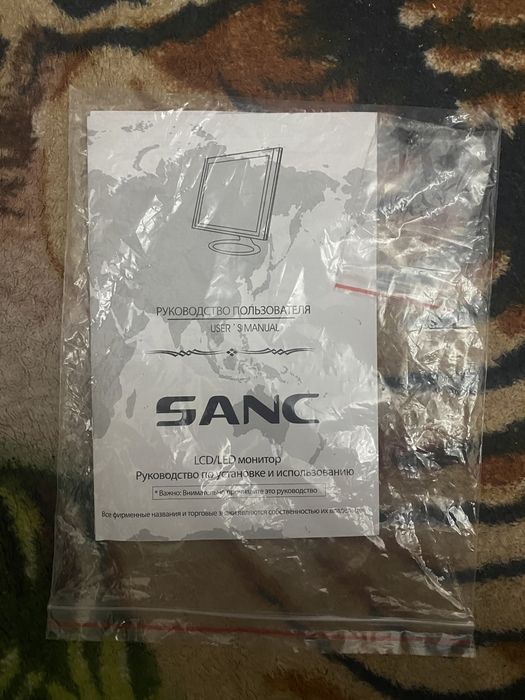 РУКОВОДСТВО ПОЛЬЗОВАТЕЛЯ
USER`S MANUAL
SANC
LCD/LED монитор
Руководство по установке и использованию
* Важно: Внимательно прочитайте это руководство
Все фирменные названия и торговые знаки являются собственностью их владельцев